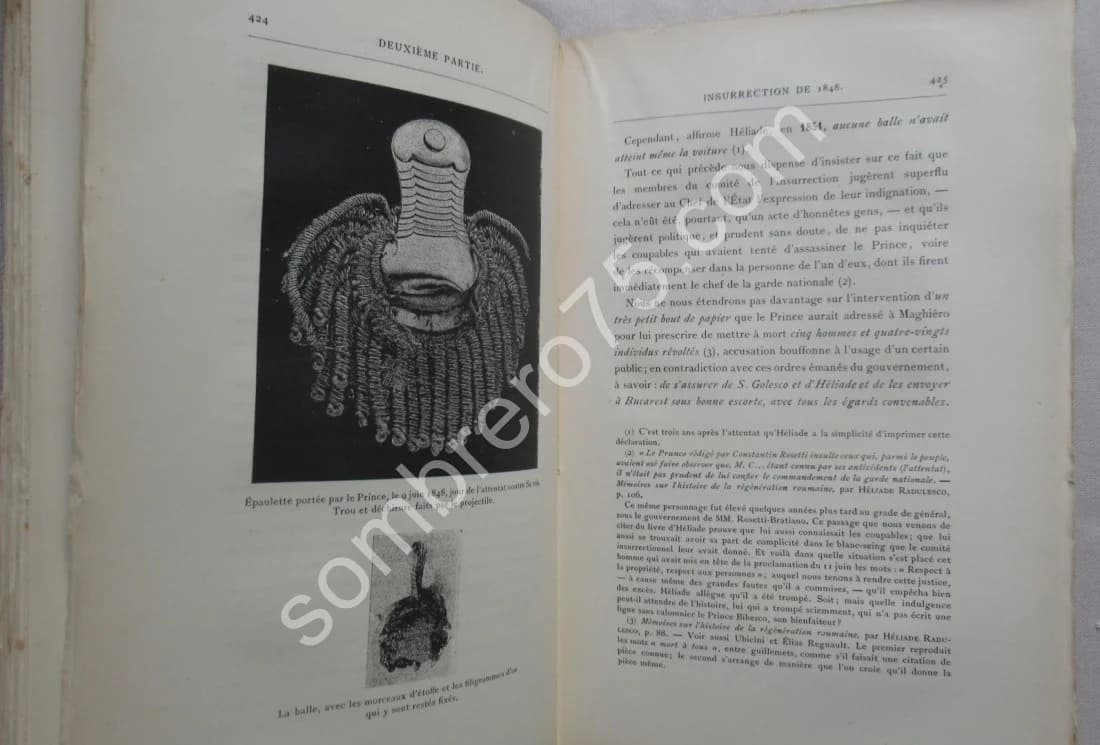 424
DEUXIÈME PARTIE.
Épaulette portée par le Prince, le 9 juin 1848, jour de l'attentat contre Sa vie.
Trou et déchirure faits par le projectile.
La balle, avec les morceaux d'étoffe et les filigrammes d'or
qui y sont restés fixés.
INSURRECTION DE 1848.
425
Cependant, affirme Héliade, en 1851, aucune balle n'avait
atteint même la voiture (1).
Tout ce qui précède nous dispense d'insister sur ce fait que
les membres du comité de l'insurrection jugèrent superflu
d'adresser au Chef de l'État l'expression de leur indignation, —
cela n'eût été, pourtant, qu'un acte d'honnêtes gens, — et qu'ils
jugèrent politique, et prudent sans doute, de ne pas inquiéter
les coupables qui avaient tenté d'assassiner le Prince, voire
de les récompenser dans la personne de l'un d'eux, dont ils firent
immédiatement le chef de la garde nationale (2).
Nous ne nous étendrons pas davantage sur l'intervention d'un
très petit bout de papier que le Prince aurait adressé à Maghiéro
pour lui prescrire de mettre à mort cinq hommes et quatre-vingts
individus révoltés (3), accusation bouffonne à l'usage d'un certain
public; en contradiction avec ces ordres émanés du gouvernement,
à savoir : de s'assurer de S. Golesco et d'Héliade et de les envoyer
à Bucarest sous bonne escorte, avec tous les égards convenables.
(1) C'est trois ans après l'attentat qu'Héliade a la simplicité d'imprimer cette
déclaration.
(2) « Le Prunco rédigé par Constantin Rosetti insulte ceux qui, parmi le peuple,
avaient osé faire observer que, M. C... étant connu par ses antécédents (l'attentat),
il n'était pas prudent de lui confier le commandement de la garde nationale. —
Mémoires sur l'histoire de la régénération roumaine, par HÉLIADE RADULESCO,
p. 106.
Ce même personnage fut élevé quelques années plus tard au grade de général,
sous le gouvernement de MM. Rosetti-Bratiano. Ce passage que nous venons de
citer du livre d'Héliade prouve que lui aussi connaissait les coupables; que lui
aussi se trouvait avoir sa part de complicité dans le blanc-seing que le comité
insurrectionnel leur avait donné. Et voilà dans quelle situation s'est placé cet
homme qui avait mis en tête de la proclamation du 11 juin les mots : « Respect à
la propriété, respect aux personnes »; auquel nous tenons à rendre cette justice,
— à cause même des grandes fautes qu'il a commises, — qu'il empêcha bien
des excès. Héliade allègue qu'il a été trompé. Soit; mais quelle indulgence
peut-il attendre de l'histoire, lui qui a trompé sciemment, qui n'a pas écrit une
ligne sans calomnier le Prince Bibesco, son bienfaiteur?
(3) Mémoires sur l'histoire de la régénération roumaine, par HÉLIADE RADU-
LESCO, p. 88. — Voir aussi Ubicini et Élias Regnault. Le premier reproduit
les mots « mort à tous », entre guillemets, comme s'il faisait une citation de
pièce connue; le second s'arrange de manière que l'on croie qu'il donne la
pièce même.
sombrero75.com